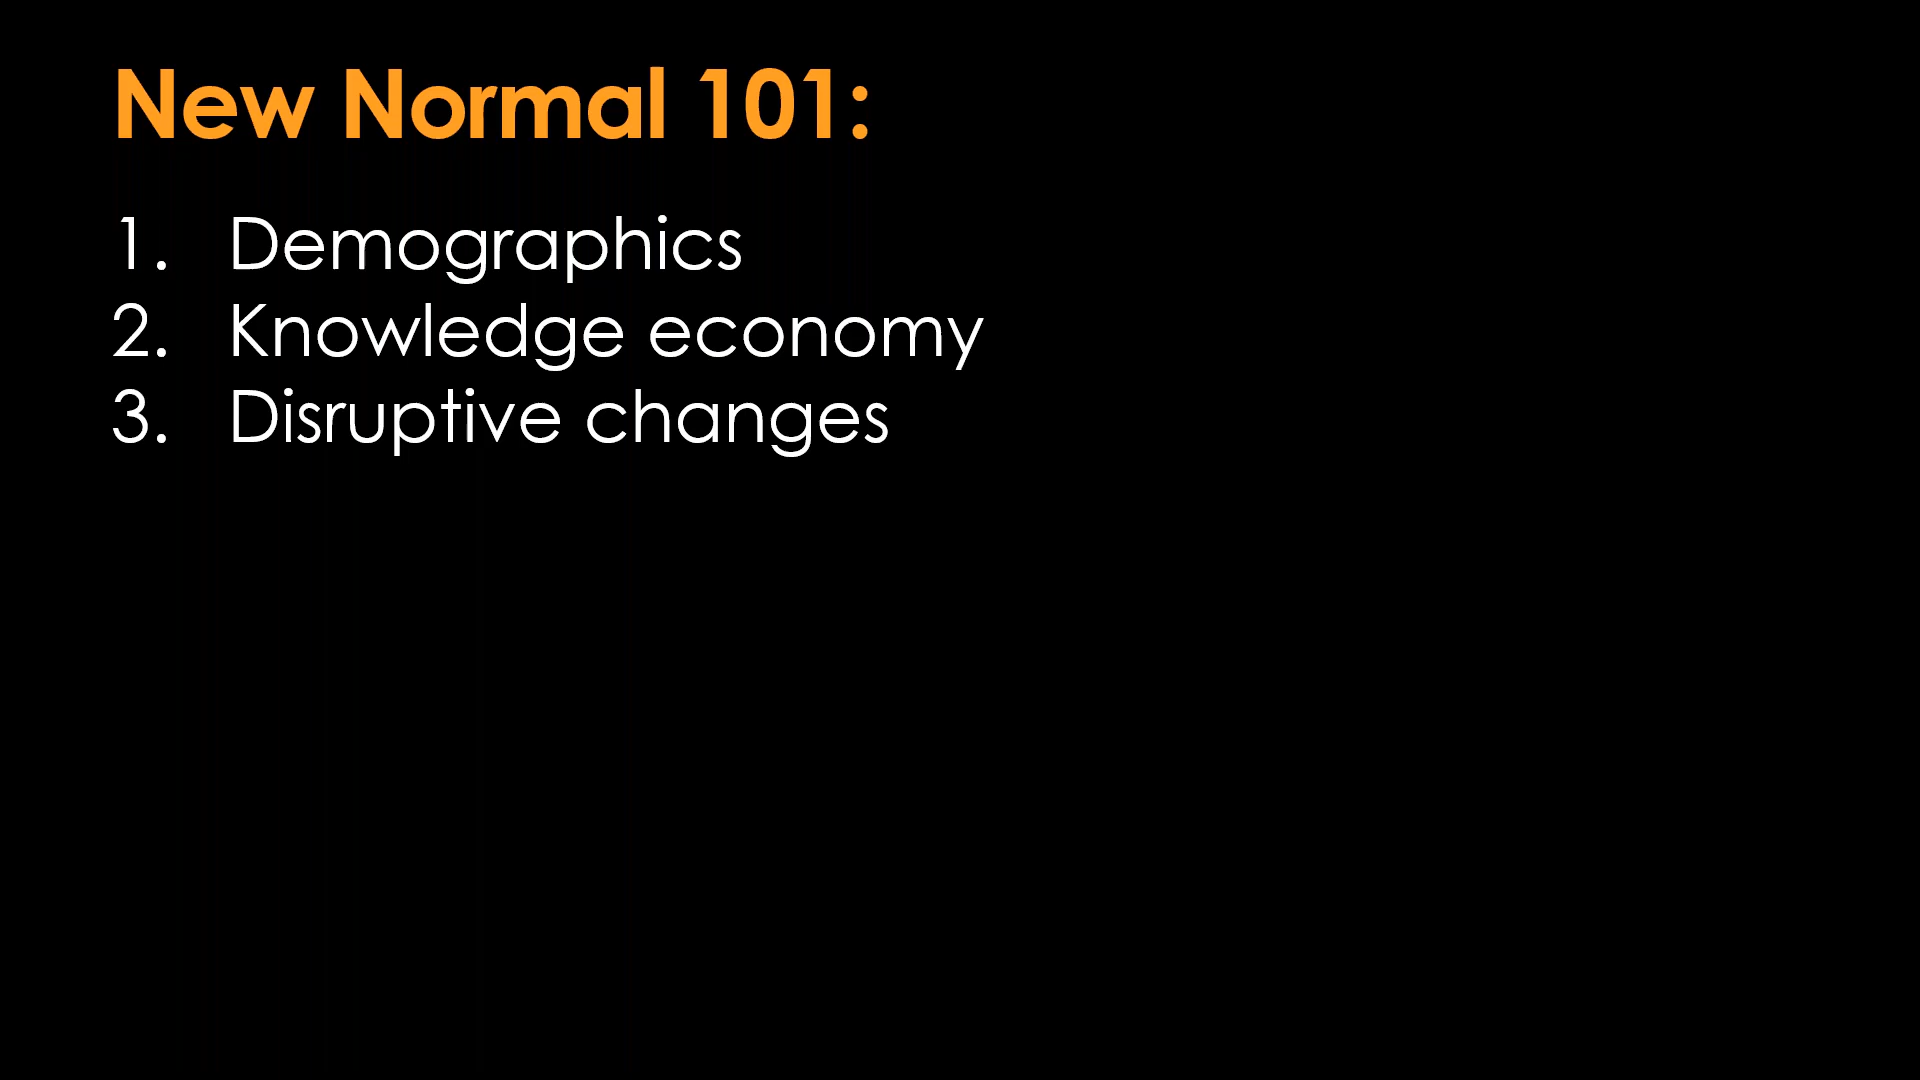 New Normal 101:
1. Demographics
2. Knowledge economy
3. Disruptive changes